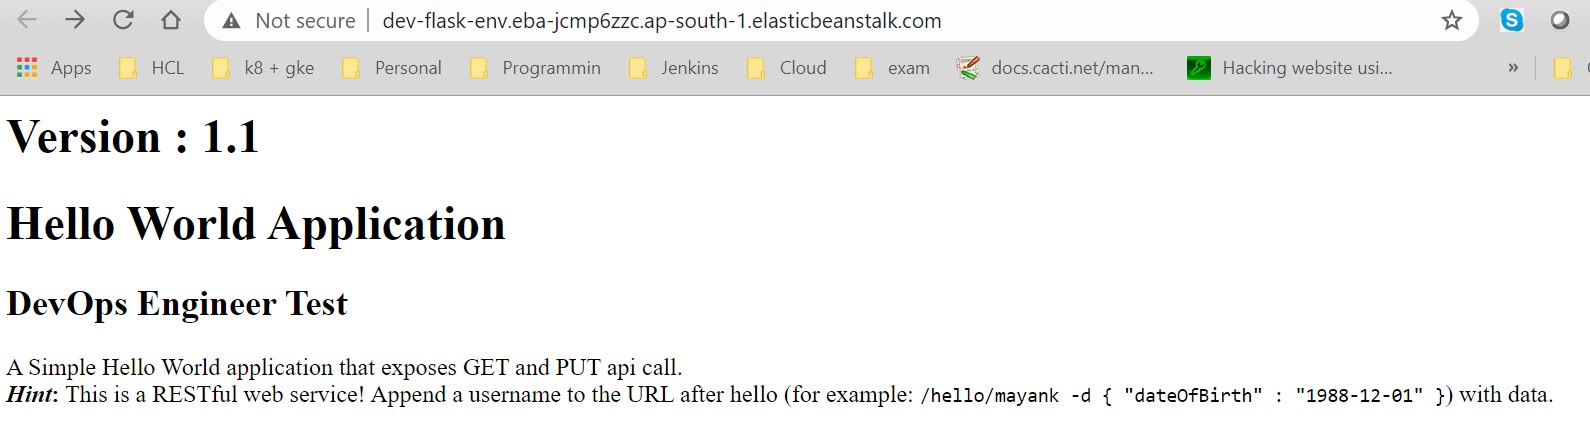 Not secure | dev-flask-env.eba-jcmp6zzc.ap-south-1.elasticbeanstalk.com
Apps HCL k8 + gke Personal Programmin Jenkins Cloud exam docs.cacti.net/man... Hacking website usi... »
Version : 1.1
Hello World Application
DevOps Engineer Test
A Simple Hello World application that exposes GET and PUT api call.
Hint: This is a RESTful web service! Append a username to the URL after hello (for example: /hello/mayank -d { "dateOfBirth" : "1988-12-01" }) with data.